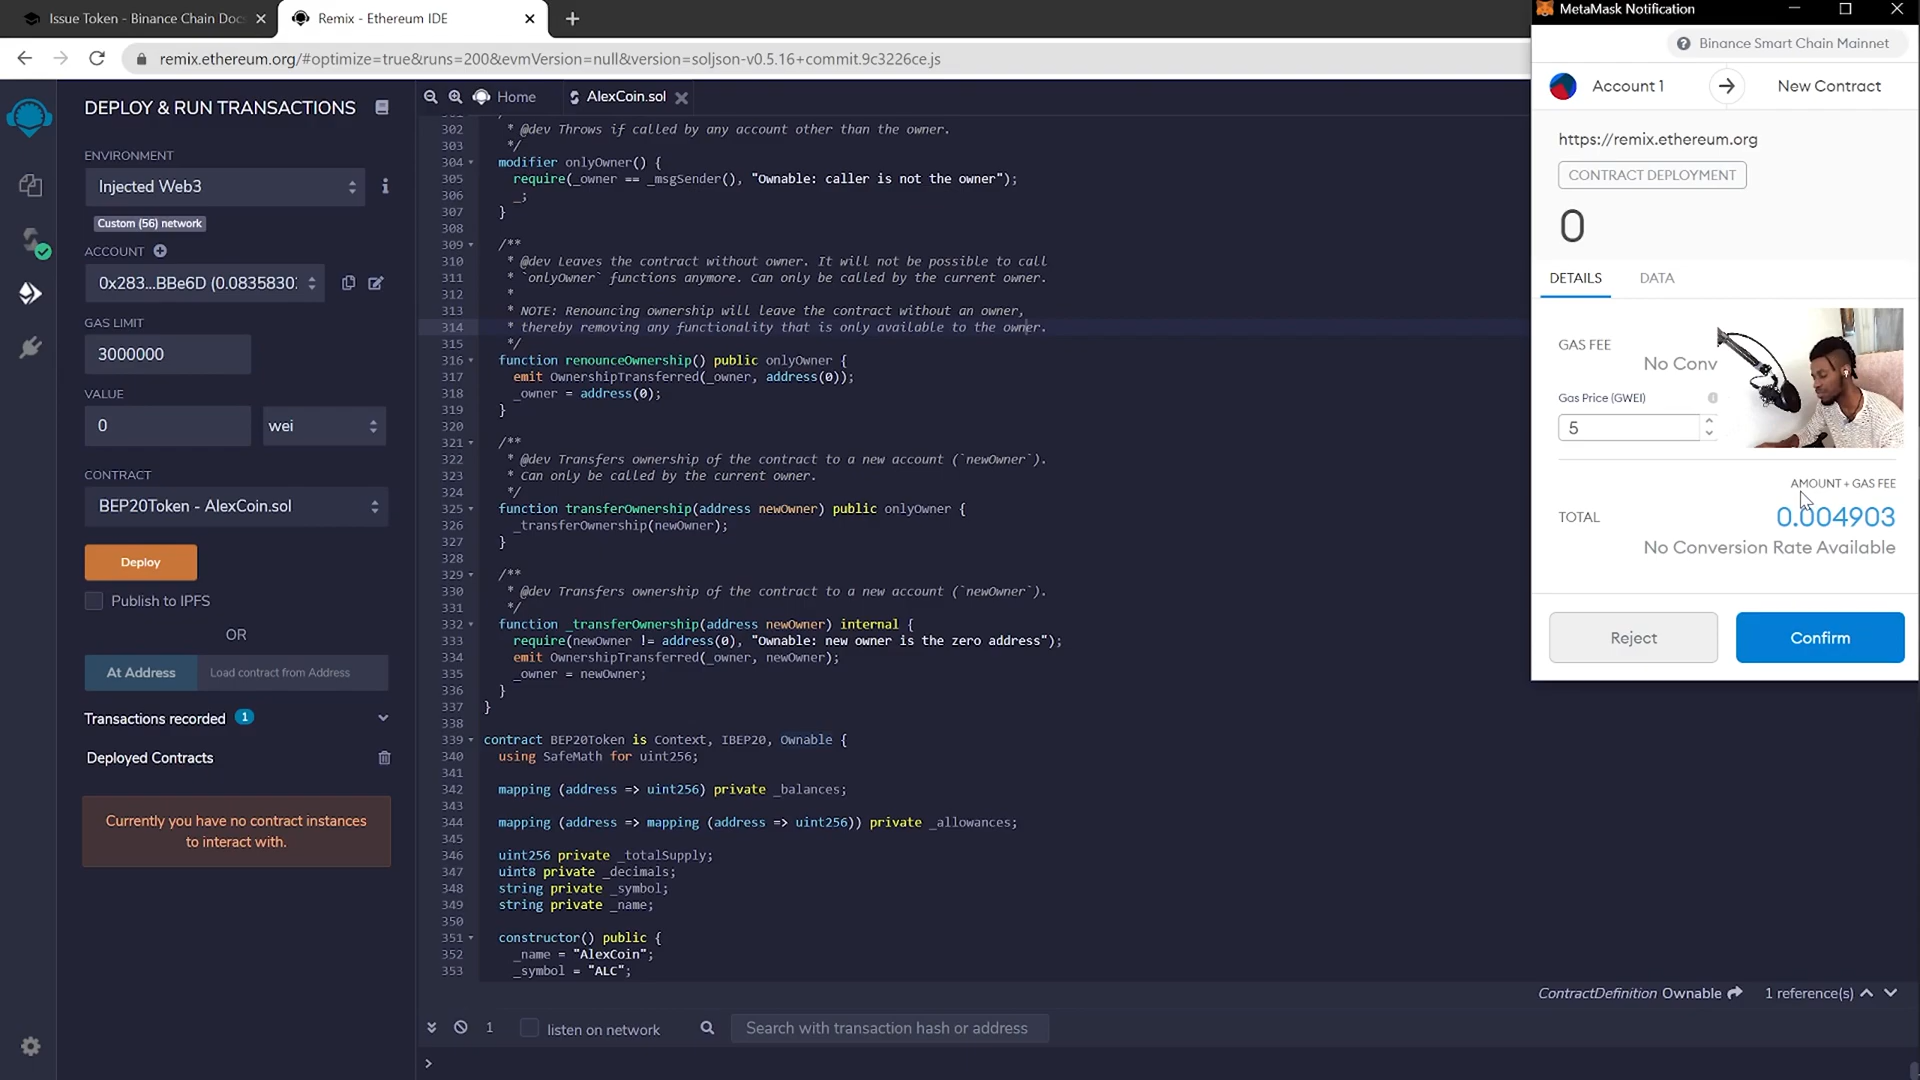 Issue Token - Binance Chain Doc
Remix - Ethereum IDE
remix.ethereum.org/#optimize=true&runs=200&evmVersion=null&version=soljson-v0.5.16+commit.9c3226ce.js
DEPLOY & RUN TRANSACTIONS
ENVIRONMENT
Injected Web3
Custom (56) network
ACCOUNT
0x283...BBe6D (0.0835830
GAS LIMIT
3000000
VALUE
0
wei
CONTRACT
BEP20Token - AlexCoin.sol
Deploy
Publish to IPFS
OR
At Address
Load contract from Address
Transactions recorded 1
Deployed Contracts
Currently you have no contract instances
to interact with.
Home
AlexCoin.sol
302 * @dev Throws if called by any account other than the owner.
303 */
304 modifier onlyOwner() {
305 require(_owner == _msgSender(), "Ownable: caller is not the owner");
306 _;
307 }
308
309 /**
310 * @dev Leaves the contract without owner. It will not be possible to call
311 * `onlyOwner` functions anymore. Can only be called by the current owner.
312 *
313 * NOTE: Renouncing ownership will leave the contract without an owner,
314 * thereby removing any functionality that is only available to the owner.
315 */
316 function renounceOwnership() public onlyOwner {
317 emit OwnershipTransferred(_owner, address(0));
318 _owner = address(0);
319 }
320
321 /**
322 * @dev Transfers ownership of the contract to a new account (`newOwner`).
323 * Can only be called by the current owner.
324 */
325 function transferOwnership(address newOwner) public onlyOwner {
326 _transferOwnership(newOwner);
327 }
328
329 /**
330 * @dev Transfers ownership of the contract to a new account (`newOwner`).
331 */
332 function _transferOwnership(address newOwner) internal {
333 require(newOwner != address(0), "Ownable: new owner is the zero address");
334 emit OwnershipTransferred(_owner, newOwner);
335 _owner = newOwner;
336 }
337 }
338
339 contract BEP20Token is Context, IBEP20, Ownable {
340 using SafeMath for uint256;
341
342 mapping (address => uint256) private _balances;
343
344 mapping (address => mapping (address => uint256)) private _allowances;
345
346 uint256 private _totalSupply;
347 uint8 private _decimals;
348 string private _symbol;
349 string private _name;
350
351 constructor() public {
352 _name = "AlexCoin";
353 _symbol = "ALC";
ContractDefinition Ownable
1 reference(s)
1
listen on network
Search with transaction hash or address
>
MetaMask Notification
Binance Smart Chain Mainnet
Account 1
New Contract
https://remix.ethereum.org
CONTRACT DEPLOYMENT
0
DETAILS
DATA
GAS FEE
No Conv
Gas Price (GWEI)
5
AMOUNT + GAS FEE
TOTAL
0.004903
No Conversion Rate Available
Reject
Confirm